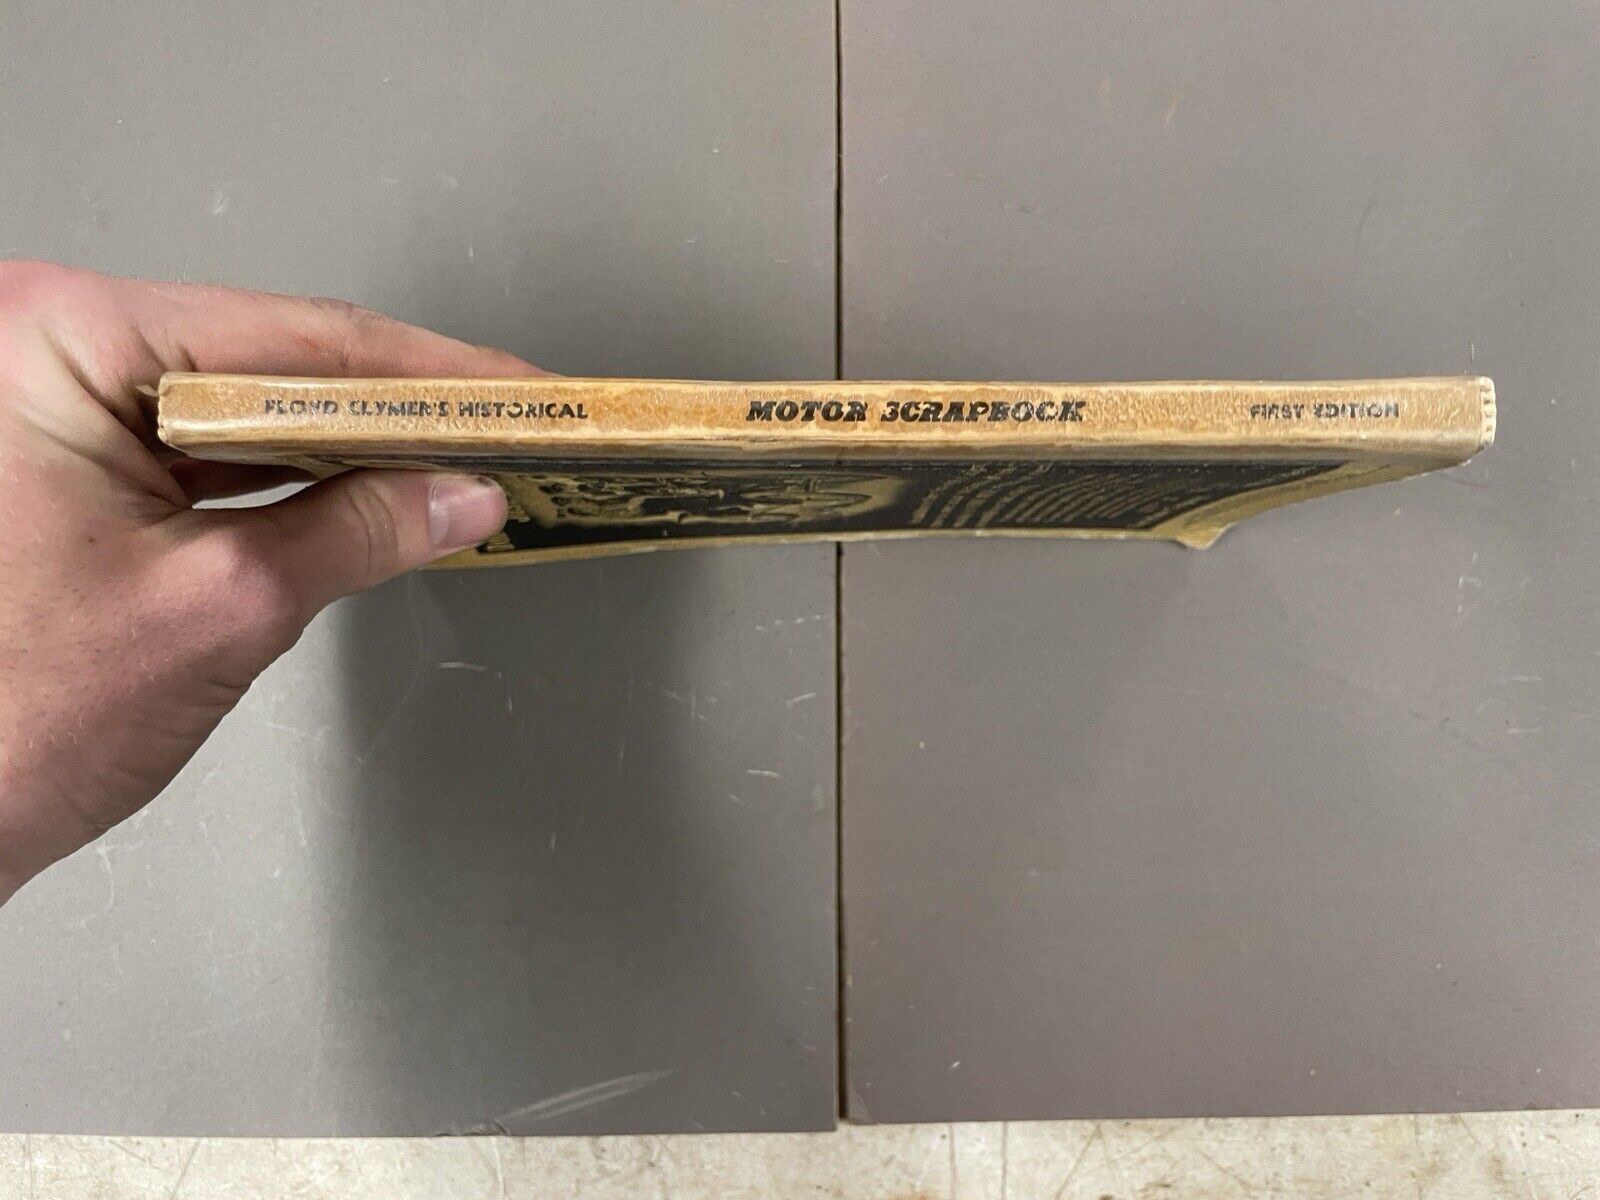 FLOYD CLYMER'S HISTORICAL MOTOR SCRAPBOOK FIRST EDITION